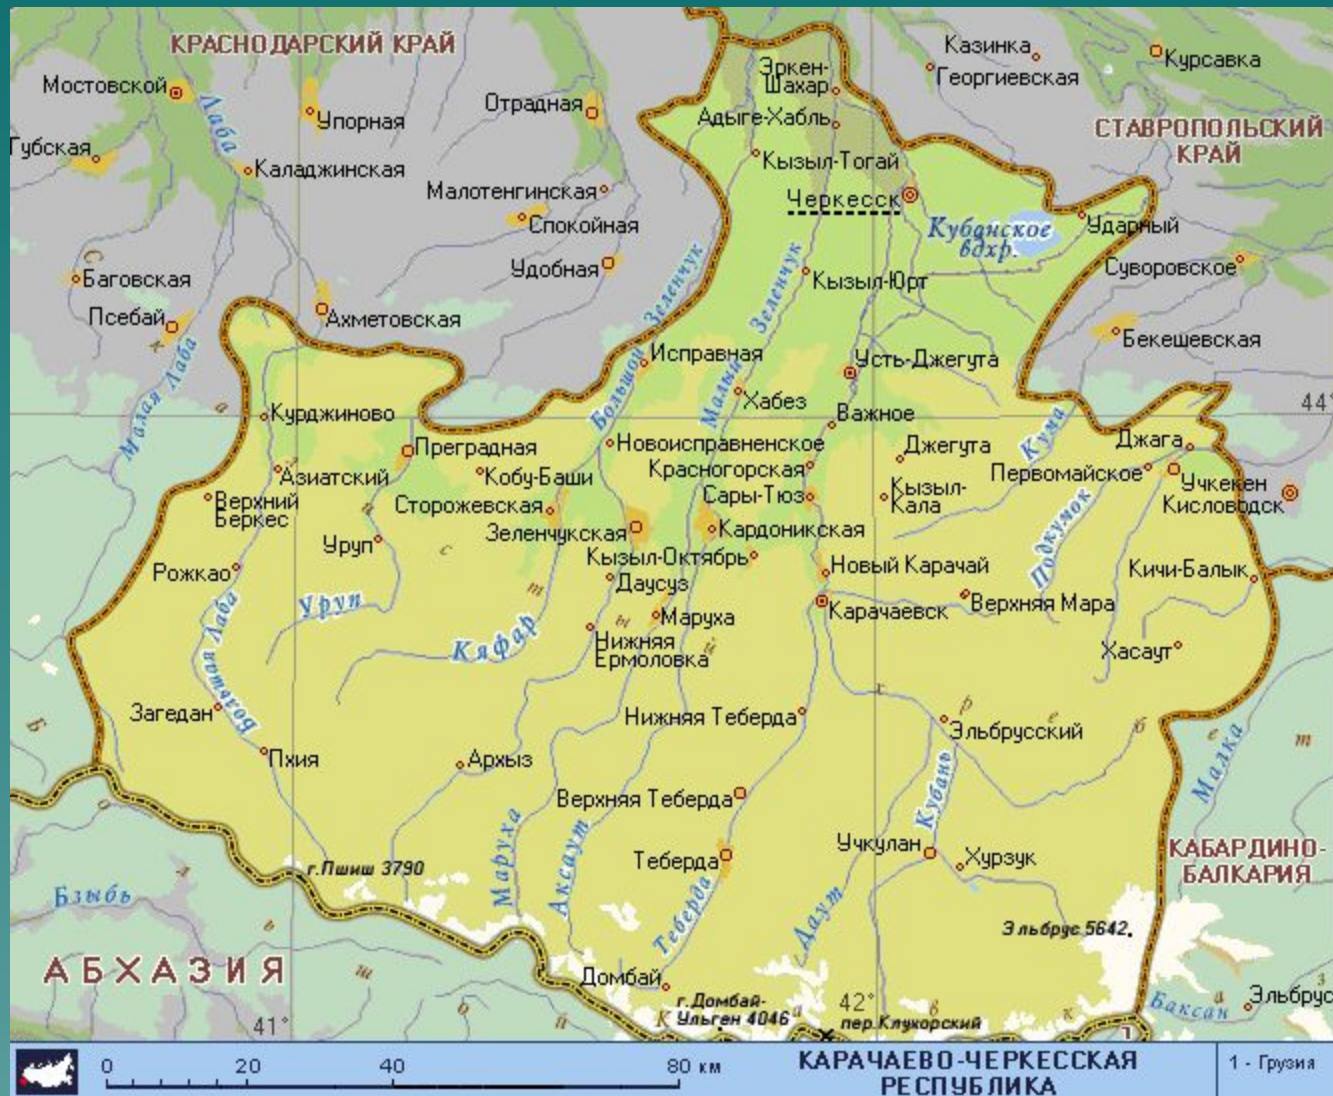 КРАСНОДАРСКИЙ КРАЙ
Казинка
Георгиевская
Курсавка
Мостовской
Лаба
Упорная
Отрадная
Эркен-
Шахар
Адыге-Хабль
СТАВРОПОЛЬСКИЙ
КРАЙ
Губская
Каладжинская
Кызыл-Тогай
Малотенгинская
Черкесск
Спокойная
Кубанское
вдхр.
Ударный
Баговская
Удобная
Большой Зеленчук
Малый Зеленчук
Кызыл-Юрт
Суворовское
Псебай
Ахметовская
Малая Лаба
Исправная
Усть-Джегута
Бекешевская
Хабез
44°
Курджиново
Важное
Кума
Преградная
Новоисправненское
Джегута
Джага
Азиатский
Кобу-Баши
Красногорская
Первомайское
Учкекен
Верхний
Беркес
Сторожевская
Сары-Тюз
Кызыл-
Кала
Кисловодск
Подкумок
Уруп
Зеленчукская
Кардоникская
Кызыл-Октябрь
Рожкао
Даусуз
Новый Карачай
Кичи-Балык
Большая Лаба
Уруп
Маруха
Карачаевск
Верхняя Мара
Кяфар
Нижняя
Ермоловка
Хасаут
Загедан
Нижняя Теберда
Эльбрусский
Пхия
Архыз
Кубань
Малка
Верхняя Теберда
Маруха
Аксаут
Теберда
Учкулан
Хурзук
КАБАРДИНО-
БАЛКАРИЯ
г.Пшиш 3790
Бзыбь
Теберда
Даут
Эльбрус 5642
АБХАЗИЯ
Домбай
г.Домбай-
Ульген 4046
42°
пер.Клухорский
Баксан
Эльбрус
41°
1
Боковой хребет
Скалистый хребет
0 20 40 80 км
КАРАЧАЕВО-ЧЕРКЕССКАЯ
РЕСПУБЛИКА
1 - Грузия